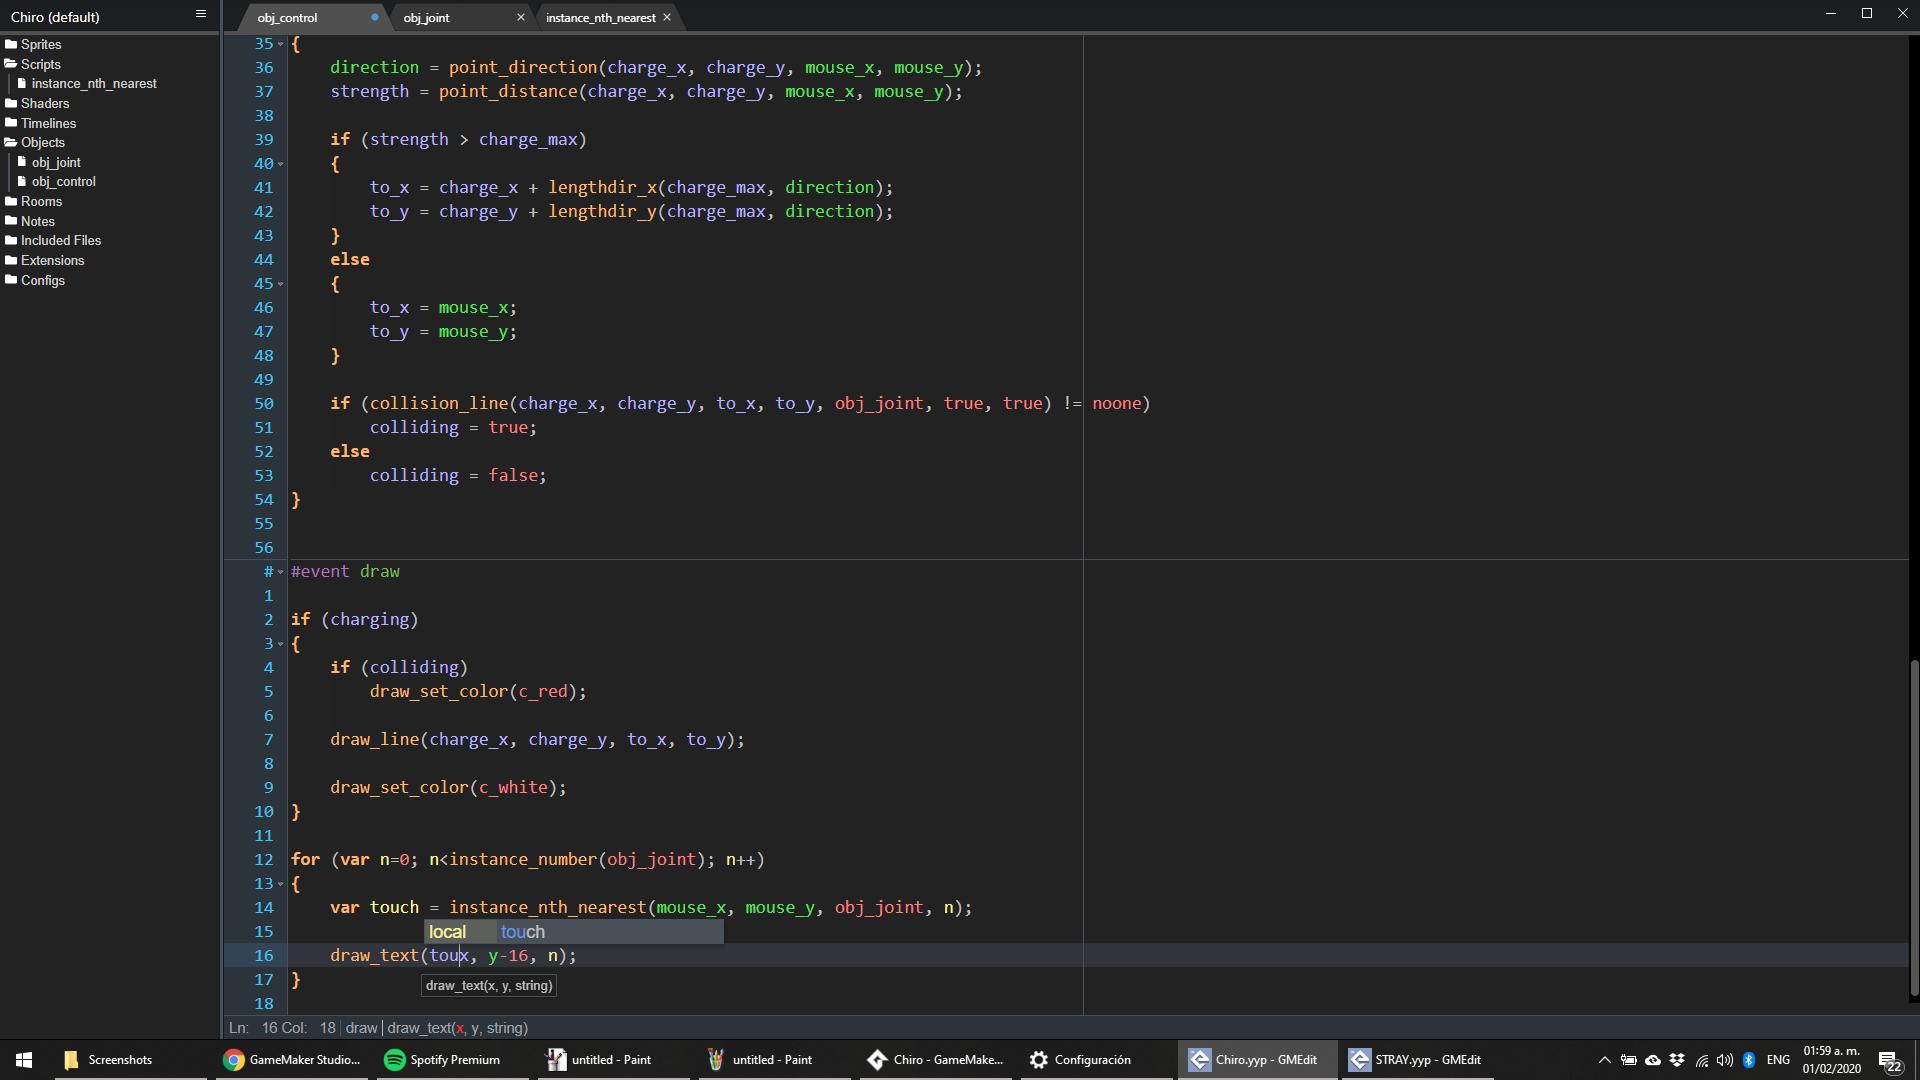 Chiro (default)
obj_control
obj_joint
instance_nth_nearest
Sprites
Scripts
instance_nth_nearest
Shaders
Timelines
Objects
obj_joint
obj_control
Rooms
Notes
Included Files
Extensions
Configs
35 {
36 direction = point_direction(charge_x, charge_y, mouse_x, mouse_y);
37 strength = point_distance(charge_x, charge_y, mouse_x, mouse_y);
38
39 if (strength > charge_max)
40 {
41 to_x = charge_x + lengthdir_x(charge_max, direction);
42 to_y = charge_y + lengthdir_y(charge_max, direction);
43 }
44 else
45 {
46 to_x = mouse_x;
47 to_y = mouse_y;
48 }
49
50 if (collision_line(charge_x, charge_y, to_x, to_y, obj_joint, true, true) != noone)
51 colliding = true;
52 else
53 colliding = false;
54 }
55
56
# #event draw
1
2 if (charging)
3 {
4 if (colliding)
5 draw_set_color(c_red);
6
7 draw_line(charge_x, charge_y, to_x, to_y);
8
9 draw_set_color(c_white);
10 }
11
12 for (var n=0; n<instance_number(obj_joint); n++)
13 {
14 var touch = instance_nth_nearest(mouse_x, mouse_y, obj_joint, n);
15 local touch
16 draw_text(toux, y-16, n);
17 }
draw_text(x, y, string)
18
Ln: 16 Col: 18 draw draw_text(x, y, string)
Screenshots
GameMaker Studio...
Spotify Premium
untitled - Paint
untitled - Paint
Chiro - GameMake...
Configuración
Chiro.yyp - GMEdit
STRAY.yyp - GMEdit
ENG
01:59 a. m.
01/02/2020
22